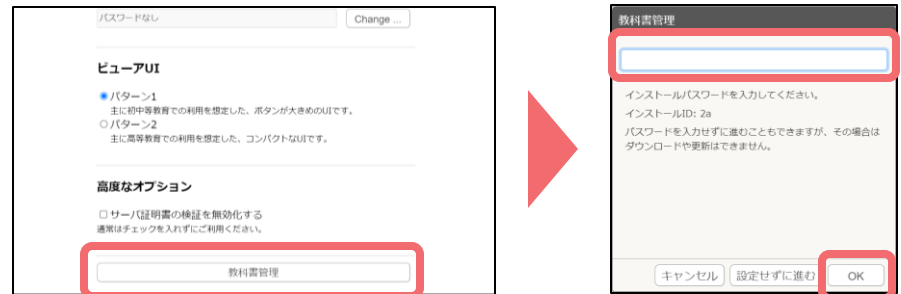 パスワードなし
Change ...
ビューアUI
パターン1
主に初中等教育での利用を想定した、ボタンが大きめのUIです。
パターン2
主に高等教育での利用を想定した、コンパクトなUIです。
高度なオプション
サーバ証明書の検証を無効化する
通常はチェックを入れずにご利用ください。
教科書管理
教科書管理
インストールパスワードを入力してください。
インストールID: 2a
パスワードを入力せずに進むこともできますが、その場合は
ダウンロードや更新はできません。
キャンセル
設定せずに進む
OK